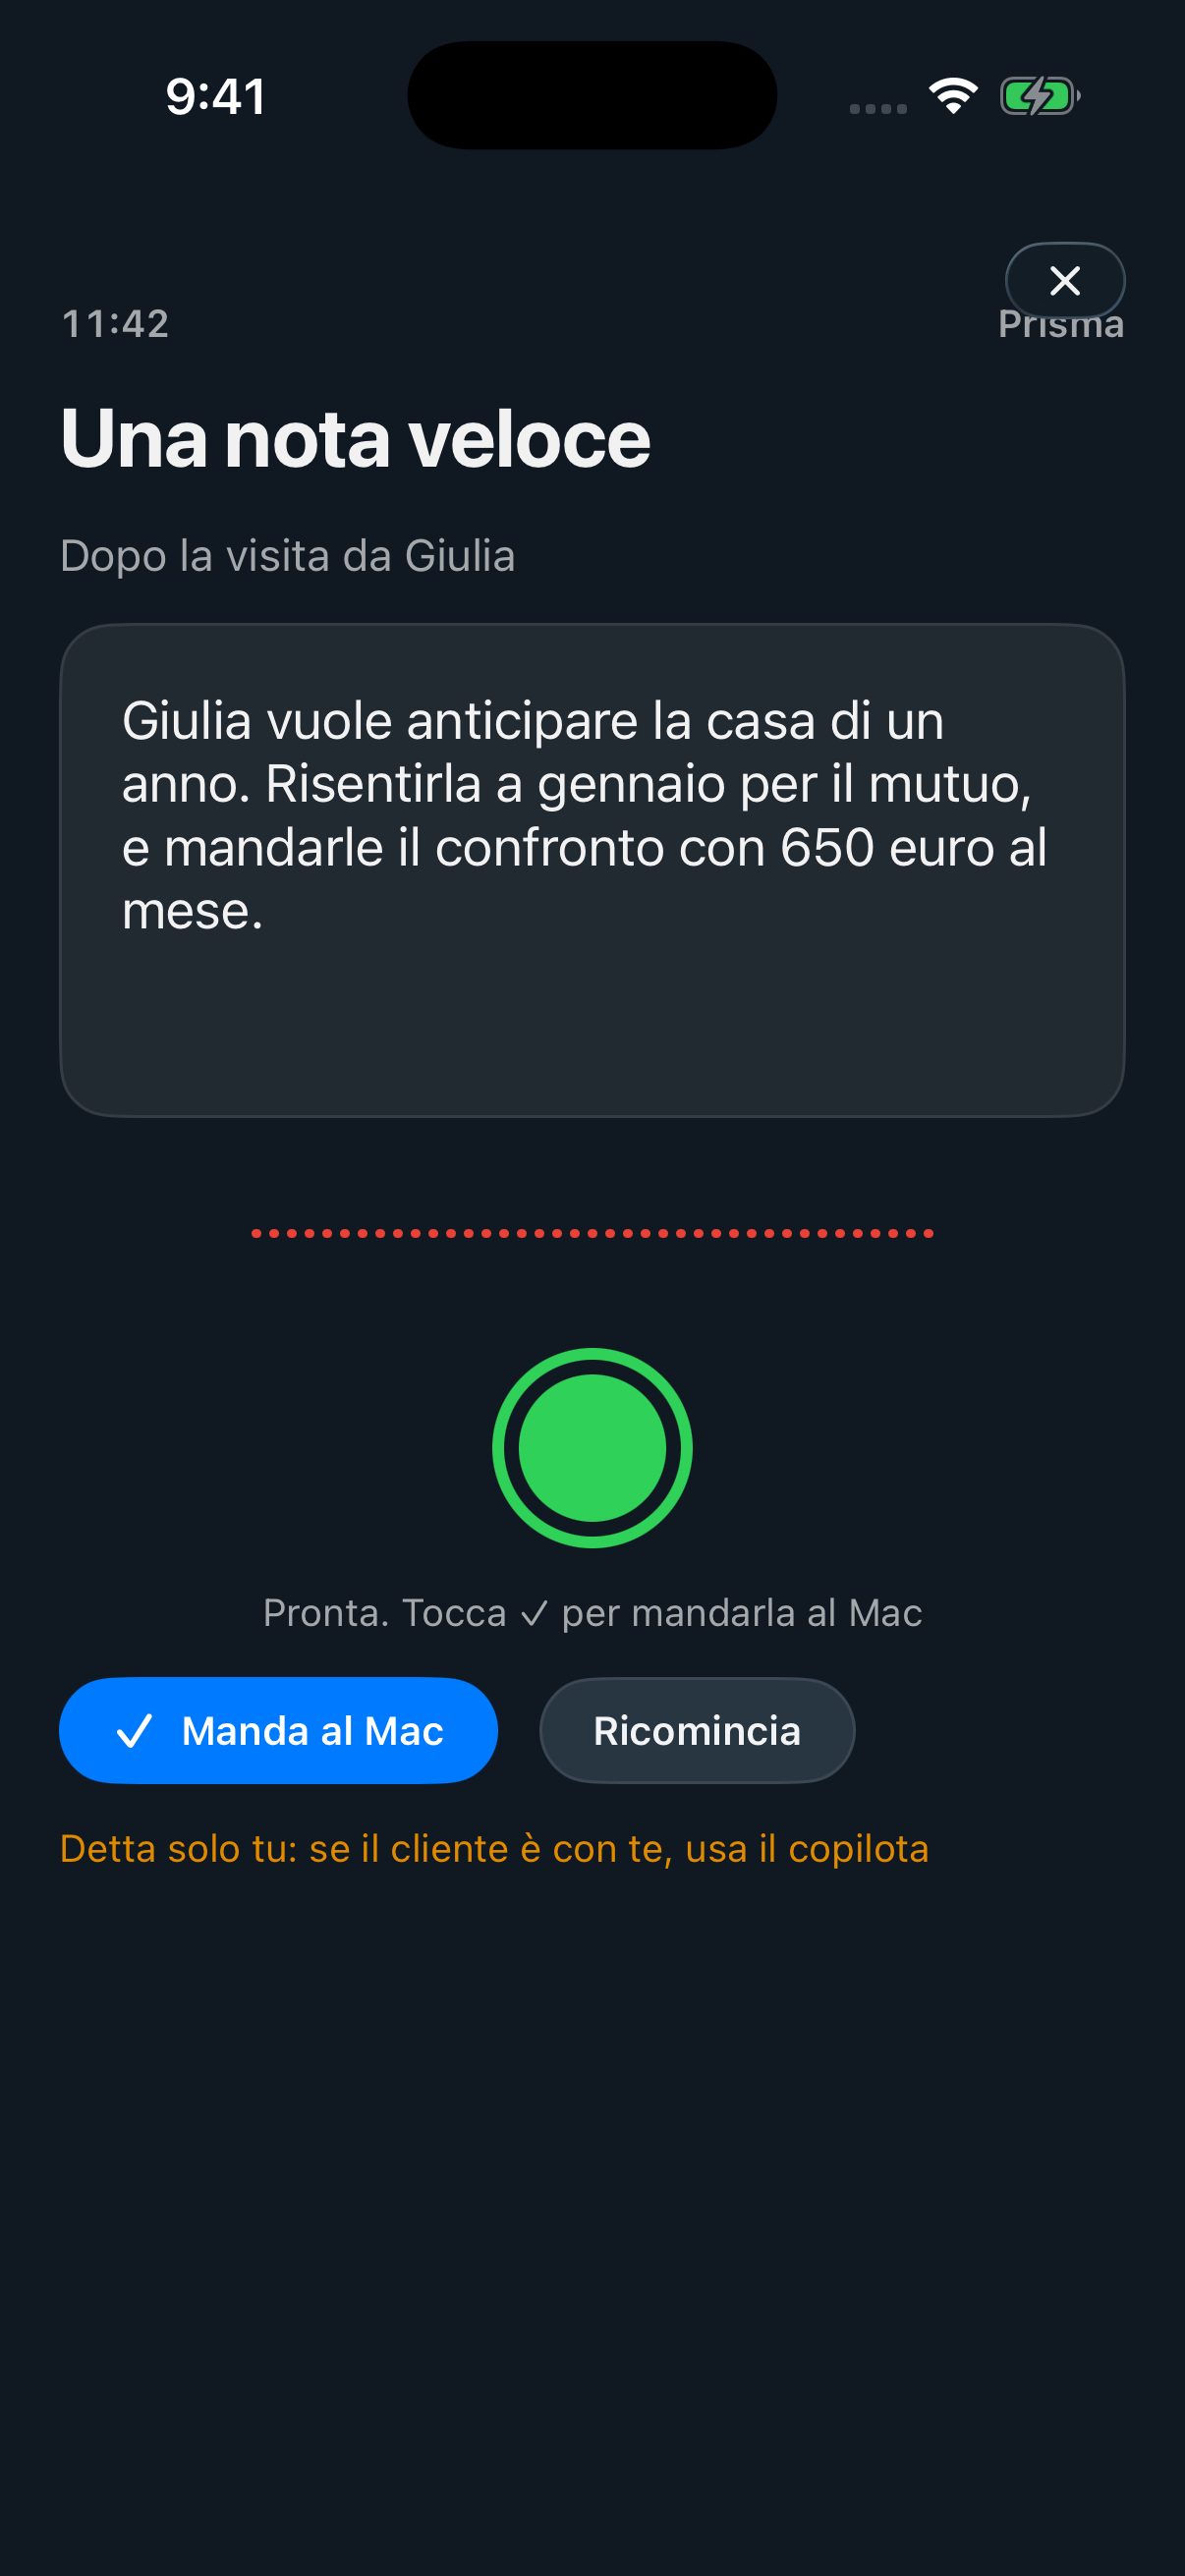 9:41
11:42
Prisma
Una nota veloce
Dopo la visita da Giulia
Giulia vuole anticipare la casa di un
anno. Risentirla a gennaio per il mutuo,
e mandarle il confronto con 650 euro al
mese.
Pronta. Tocca ✓ per mandarla al Mac
✓ Manda al Mac
Ricomincia
Detta solo tu: se il cliente è con te, usa il copilota